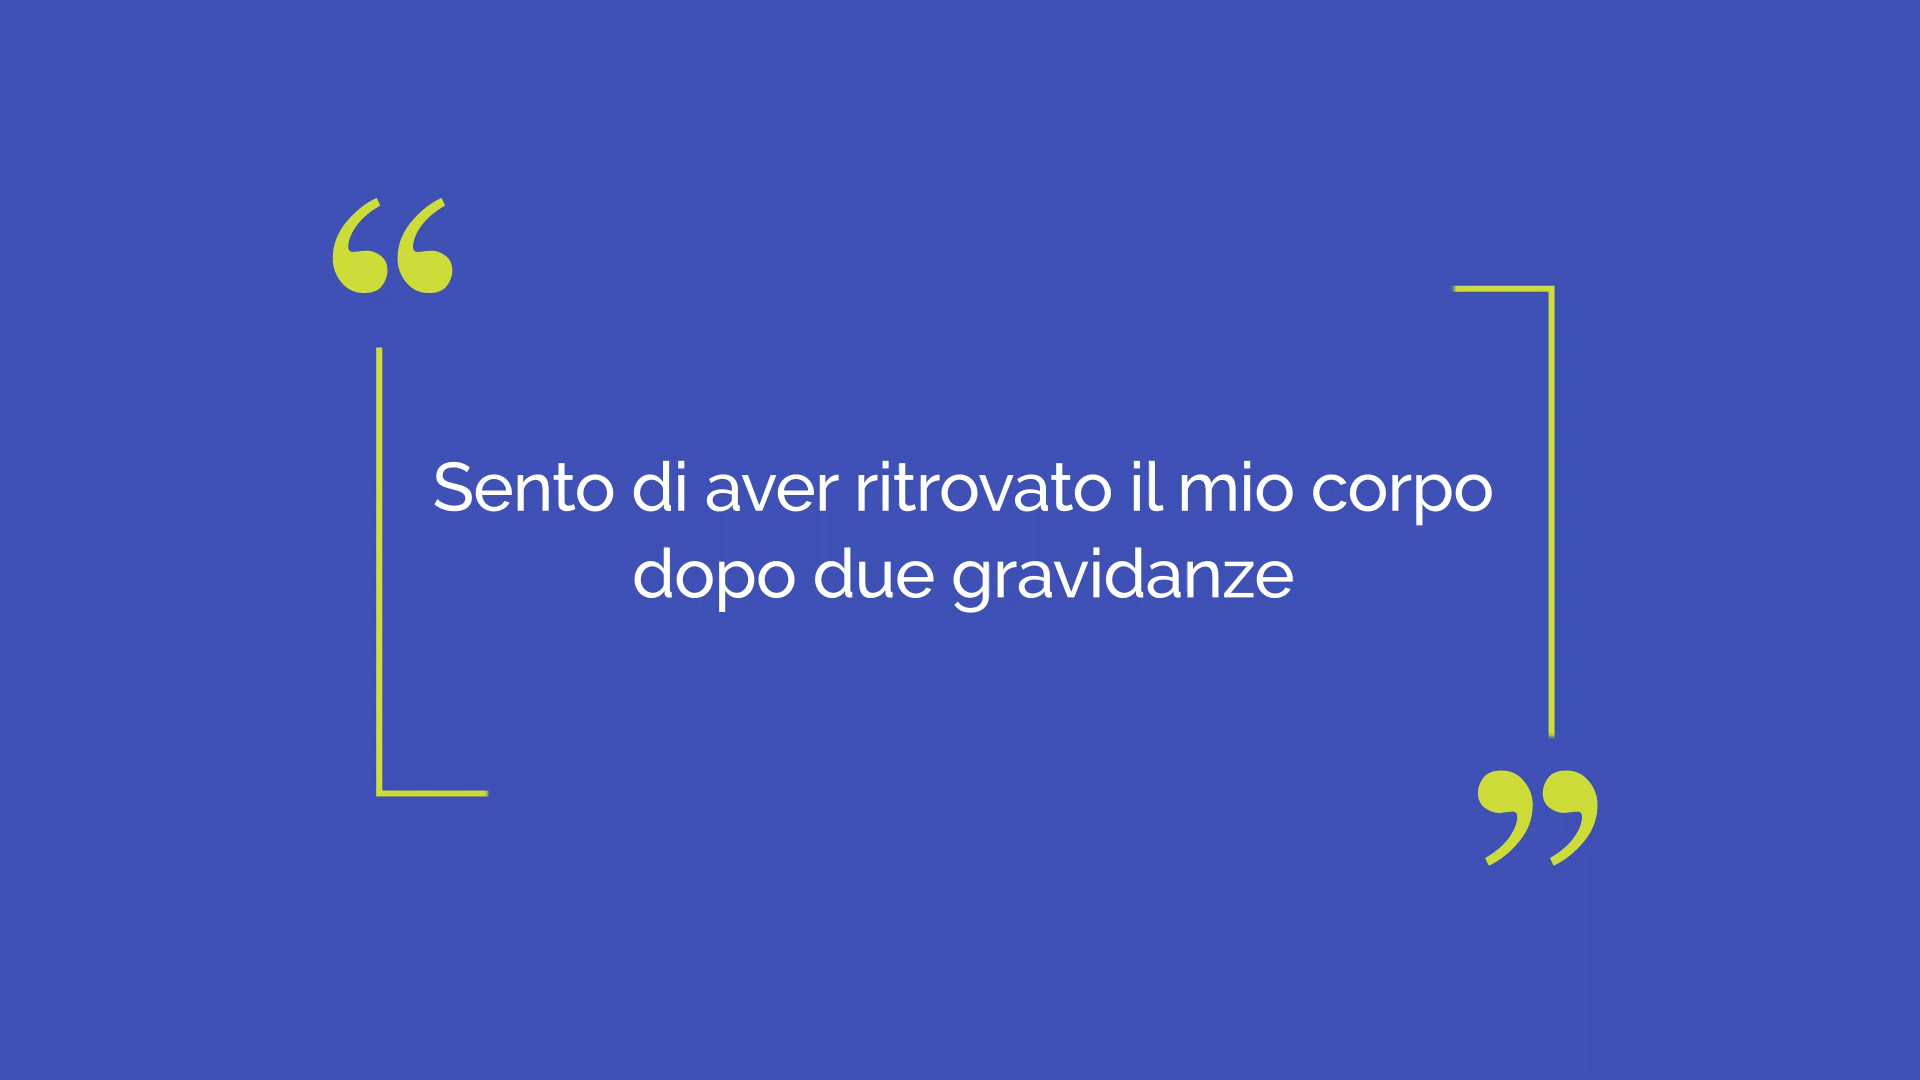 “
Sento di aver ritrovato il mio corpo
dopo due gravidanze
”